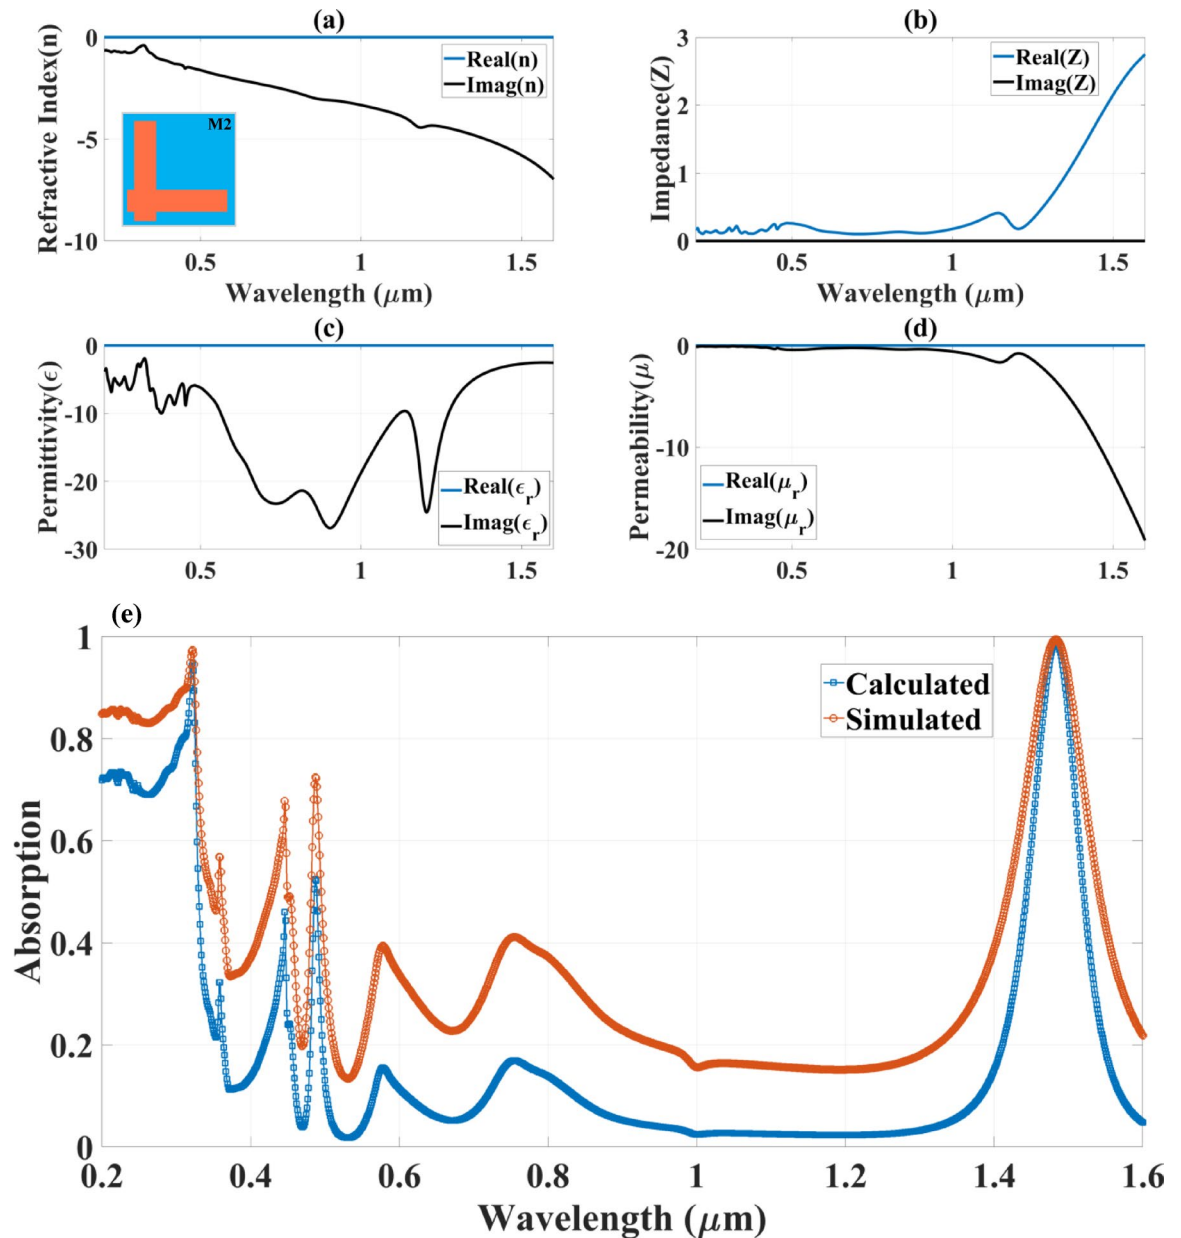 (a)
Refractive Index(n)
0
-5
-10
Real(n)
Imag(n)
M2
0.5
1
1.5
Wavelength (μm)
(b)
Impedance(Z)
3
2
1
0
Real(Z)
Imag(Z)
0.5
1
1.5
Wavelength (μm)
(c)
Permittivity(ϵ)
0
-10
-20
-30
Real(ϵr)
Imag(ϵr)
0.5
1
1.5
(d)
Permeability(μ)
0
-10
-20
Real(μr)
Imag(μr)
0.5
1
1.5
(e)
Absorption
1
0.8
0.6
0.4
0.2
0
Calculated
Simulated
0.2
0.4
0.6
0.8
1
1.2
1.4
1.6
Wavelength (μm)